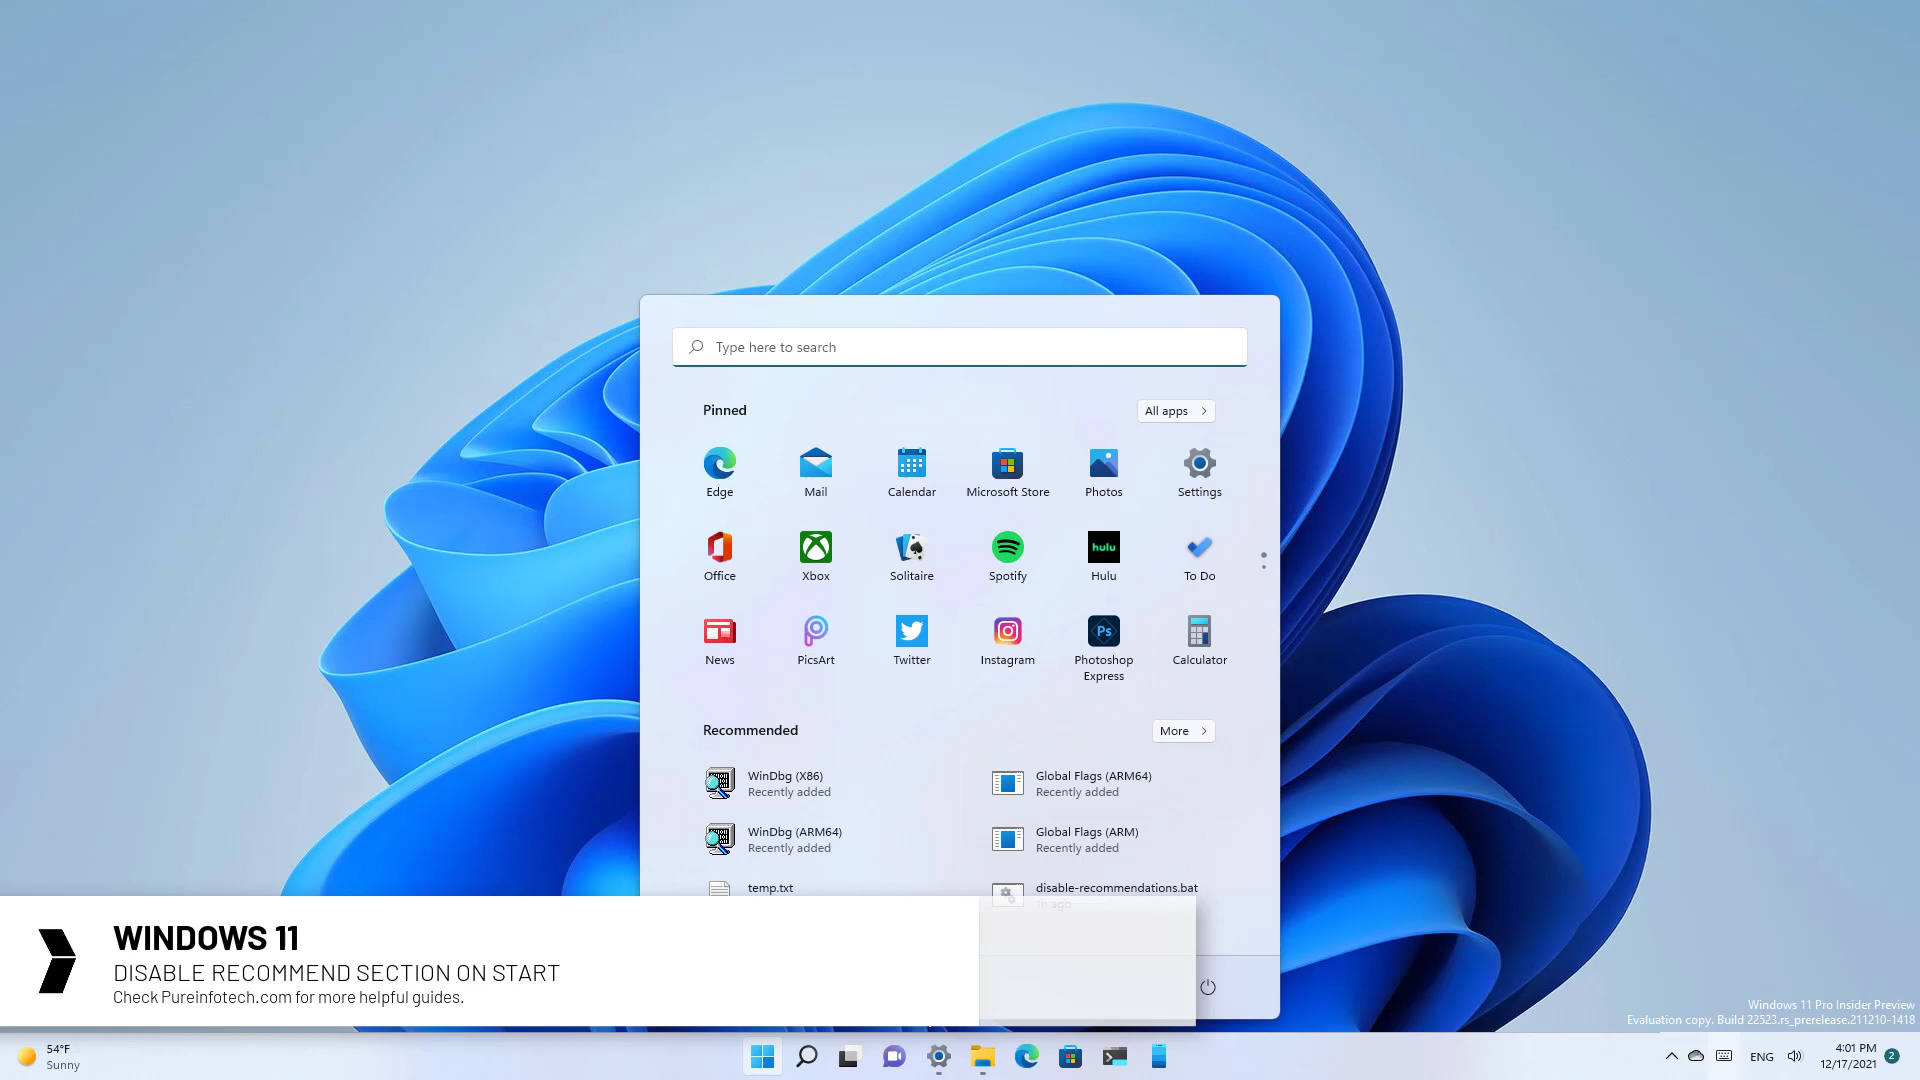 Type here to search
Pinned
All apps
Edge
Mail
Calendar
Microsoft Store
Photos
Settings
Office
Xbox
Solitaire
Spotify
hulu
Hulu
To Do
News
PicsArt
Twitter
Instagram
Ps
Photoshop
Express
Calculator
Recommended
More
WinDbg (X86)
Recently added
Global Flags (ARM64)
Recently added
WinDbg (ARM64)
Recently added
Global Flags (ARM)
Recently added
temp.txt
disable-recommendations.bat
1h ago
WINDOWS 11
DISABLE RECOMMEND SECTION ON START
Check Pureinfotech.com for more helpful guides.
Windows 11 Pro Insider Preview
Evaluation copy. Build 22523.rs_prerelease.211210-1418
54°F
Sunny
ENG
4:01 PM
12/17/2021
2